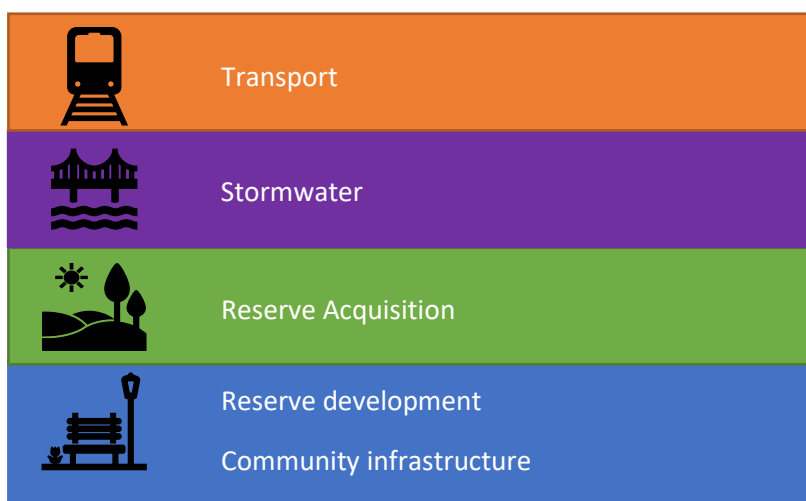 Transport
Stormwater
Reserve Acquisition
Reserve development
Community infrastructure